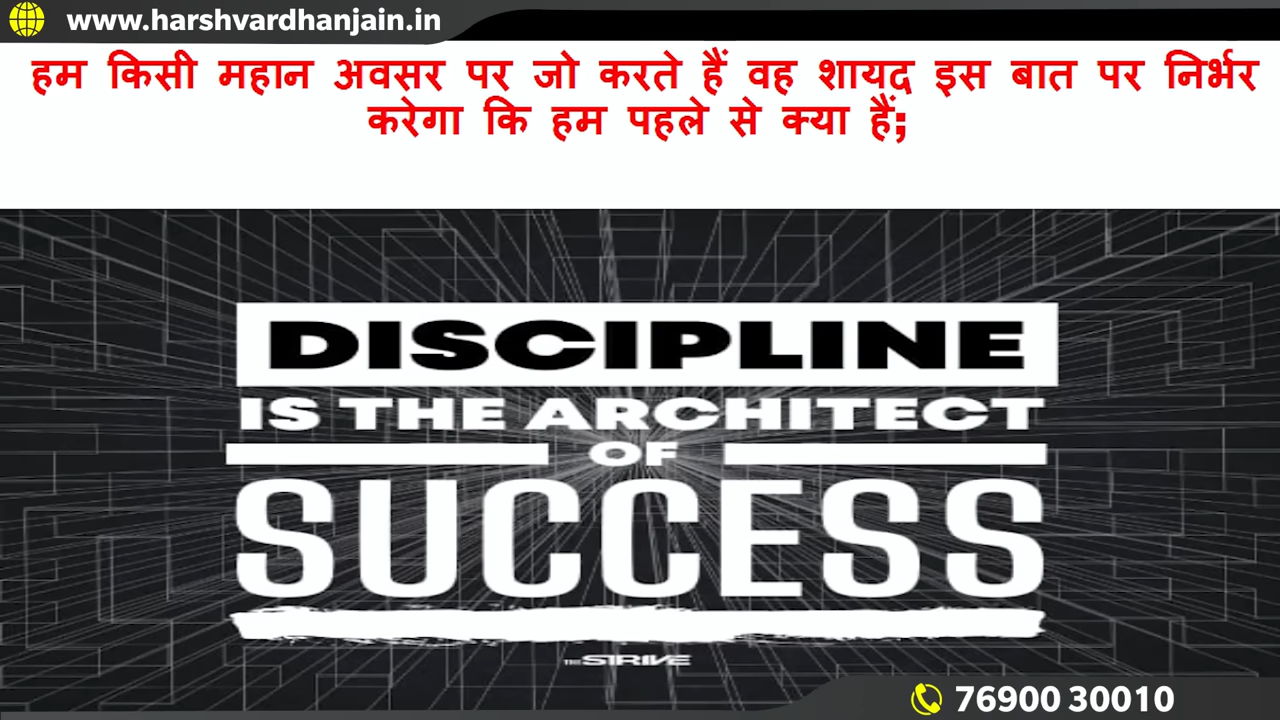 www.harshvardhanjain.in
हम किसी महान अवसर पर जो करते हैं वह शायद इस बात पर निर्भर
करेगा कि हम पहले से क्या हैं;
DISCIPLINE
IS THE ARCHITECT
OF
SUCCESS
THE STRIVE
76900 30010